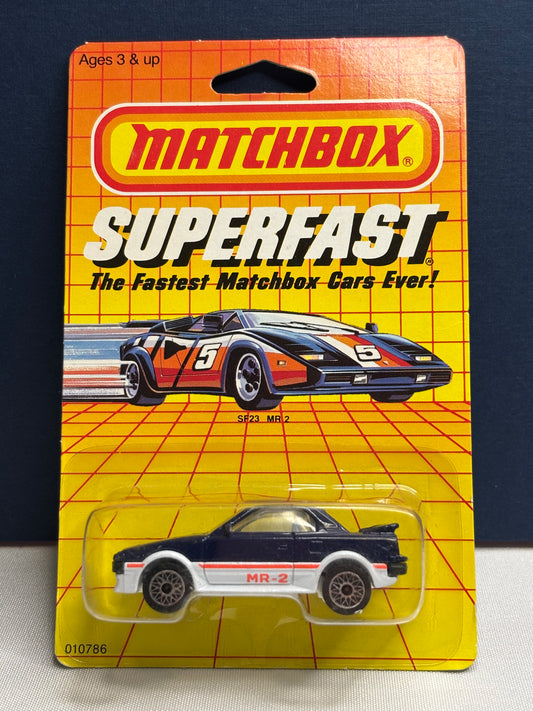 Ages 3 & up
MATCHBOX®
SUPERFAST®
The Fastest Matchbox Cars Ever!
5 5
SF23 MR 2
MR-2
010786